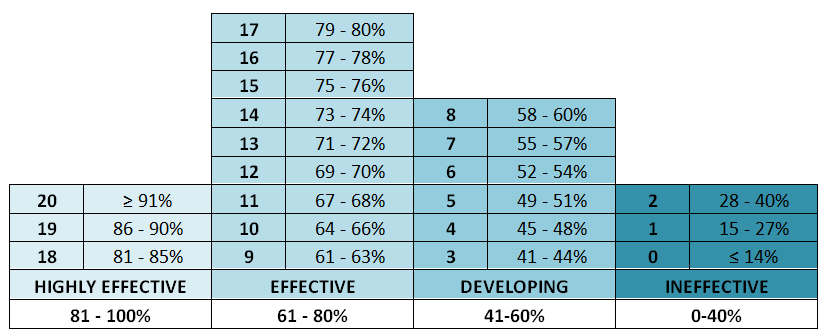 17 79 - 80%
16 77 - 78%
15 75 - 76%
14 73 - 74% 8 58 - 60%
13 71 - 72% 7 55 - 57%
12 69 - 70% 6 52 - 54%
20 ≥ 91% 11 67 - 68% 5 49 - 51% 2 28 - 40%
19 86 - 90% 10 64 - 66% 4 45 - 48% 1 15 - 27%
18 81 - 85% 9 61 - 63% 3 41 - 44% 0 ≤ 14%
HIGHLY EFFECTIVE EFFECTIVE DEVELOPING INEFFECTIVE
81 - 100% 61 - 80% 41-60% 0-40%